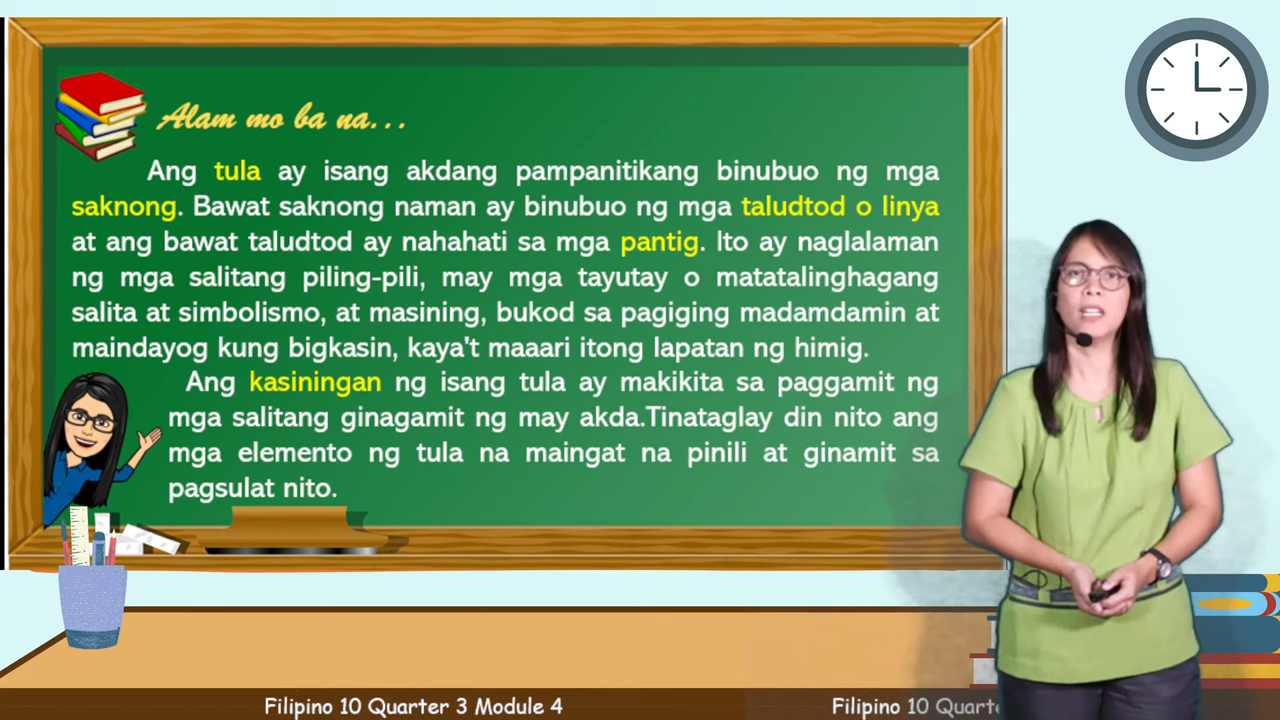 Alam mo ba na...
Ang tula ay isang akdang pampanitikang binubuo ng mga
saknong. Bawat saknong naman ay binubuo ng mga taludtod o linya
at ang bawat taludtod ay nahahati sa mga pantig. Ito ay naglalaman
ng mga salitang piling-pili, may mga tayutay o matatalinghagang
salita at simbolismo, at masining, bukod sa pagiging madamdamin at
maindayog kung bigkasin, kaya't maaari itong lapatan ng himig.
Ang kasiningan ng isang tula ay makikita sa paggamit ng
mga salitang ginagamit ng may akda.Tinataglay din nito ang
mga elemento ng tula na maingat na pinili at ginamit sa
pagsulat nito.
Filipino 10 Quarter 3 Module 4
Filipino 10 Quarte